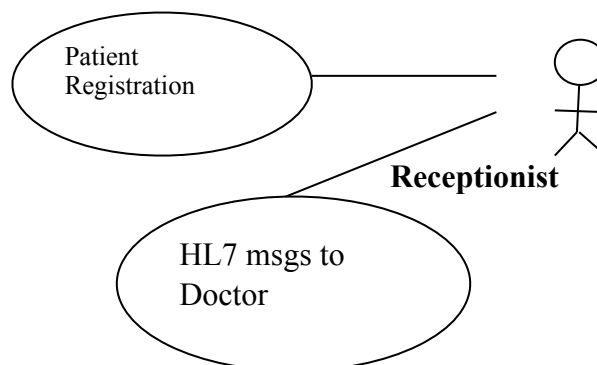 Patient
Registration
Receptionist
HL7 msgs to
Doctor